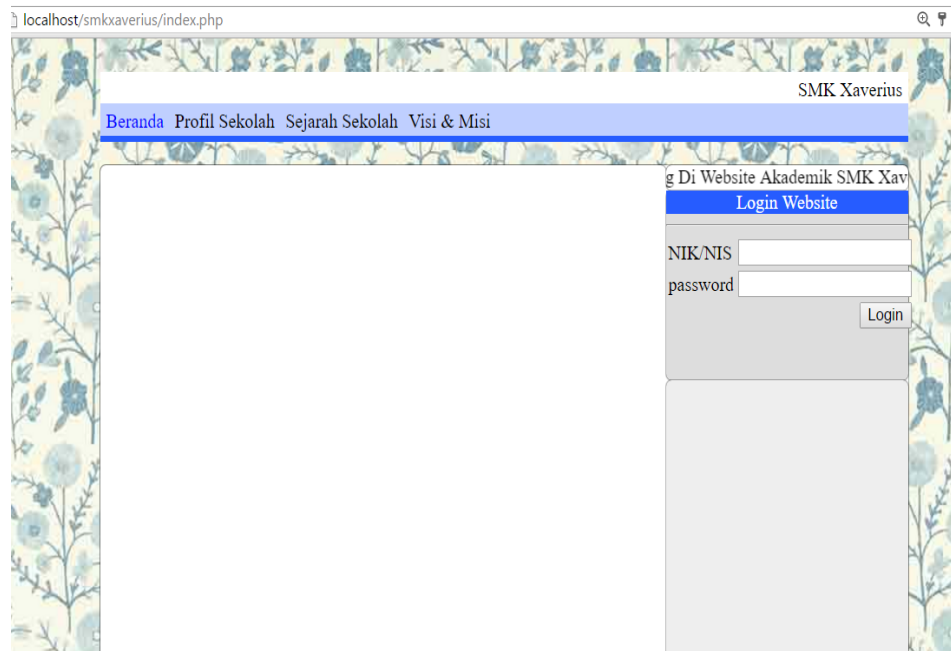 localhost/smkxaverius/index.php
SMK Xaverius
Beranda Profil Sekolah Sejarah Sekolah Visi & Misi
g Di Website Akademik SMK Xav
Login Website
NIK/NIS
password
Login